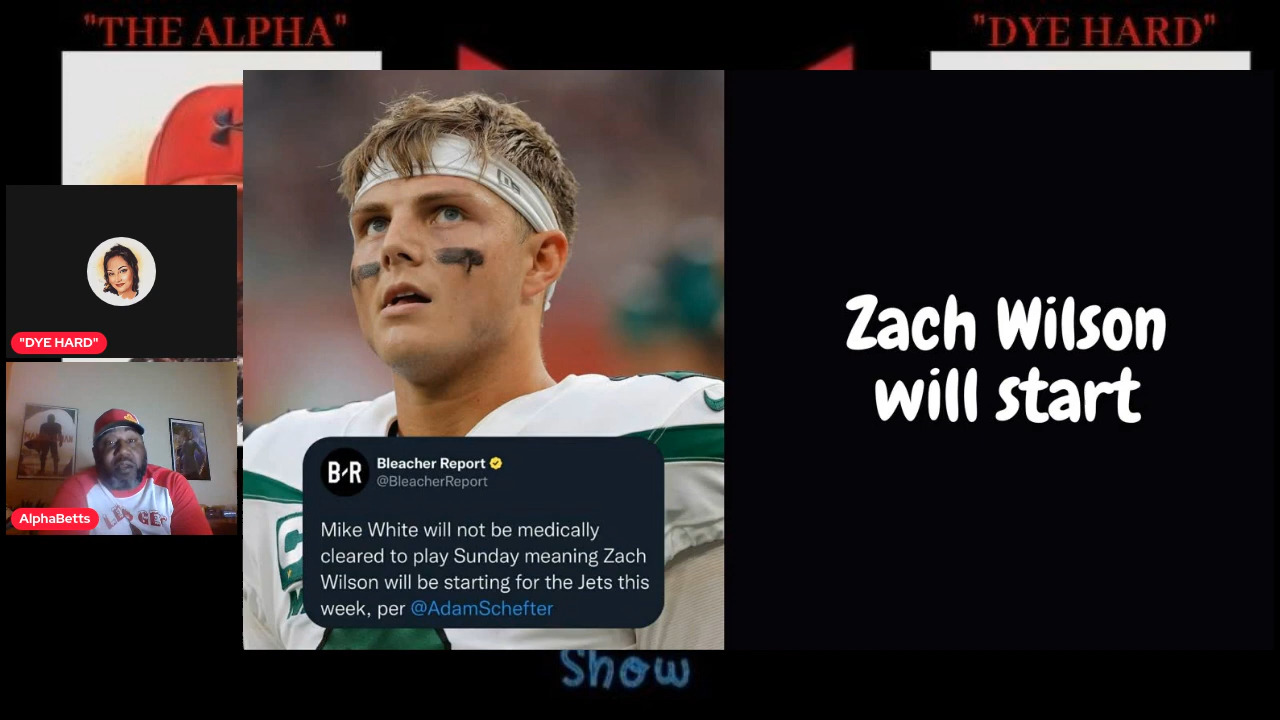 "THE ALPHA"
"DYE HARD"
"DYE HARD"
AlphaBetts
B/R
Bleacher Report
@BleacherReport
Mike White will not be medically
cleared to play Sunday meaning Zach
Wilson will be starting for the Jets this
week, per @AdamSchefter
Zach Wilson
will start
Show